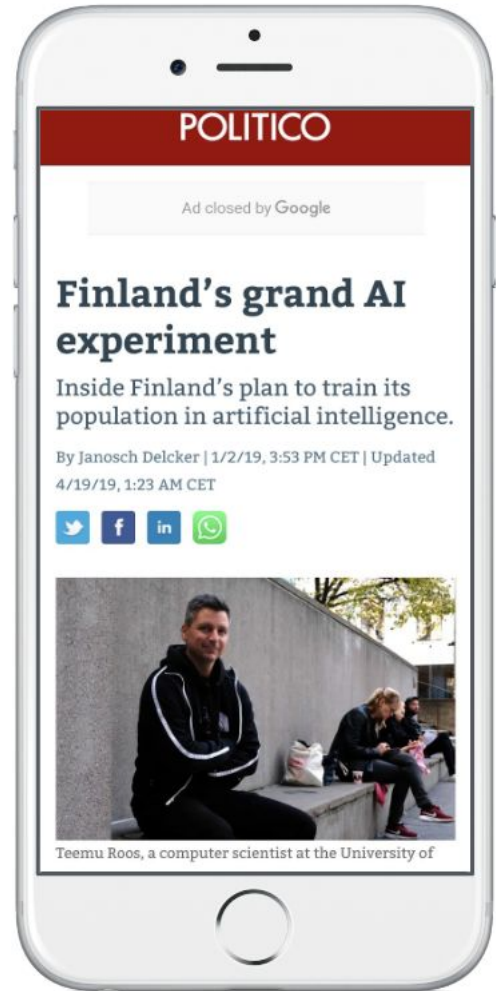 POLITICO
Ad closed by Google
Finland's grand AI
experiment
Inside Finland's plan to train its
population in artificial intelligence.
By Janosch Delcker | 1/2/19, 3:53 PM CET | Updated
4/19/19, 1:23 AM CET
f
in
Teemu Roos, a computer scientist at the University of